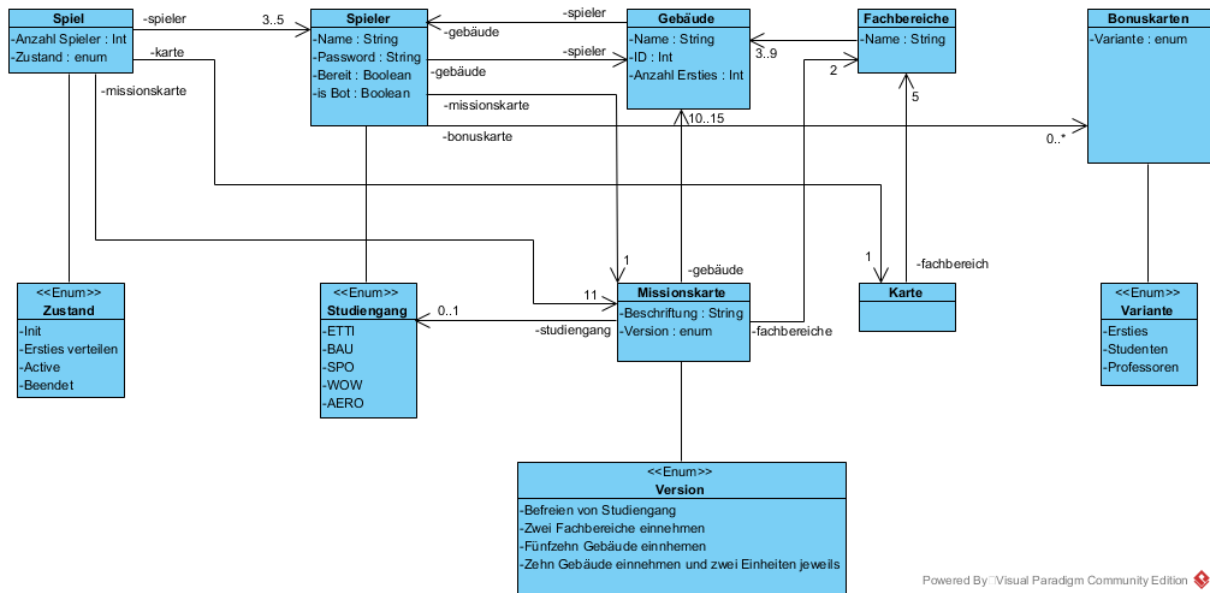 Spiel
-Anzahl Spieler : Int
-Zustand : enum
-spieler
3..5
-karte
-missionskarte
Spieler
-Name : String
-Password : String
-Bereit : Boolean
-is Bot : Boolean
-spieler
-gebäude
-spieler
-gebäude
-missionskarte
-bonuskarte
Gebäude
-Name : String
-ID : Int
-Anzahl Ersties : Int
10..15
3..9
2
Fachbereiche
-Name : String
5
0..*
Bonuskarten
-Variante : enum
<<Enum>>
Zustand
-Init
-Ersties verteilen
-Active
-Beendet
<<Enum>>
Studiengang
-ETTI
-BAU
-SPO
-WOW
-AERO
0..1
11
1
-gebäude
-studiengang
Missionskarte
-Beschriftung : String
-Version : enum
-fachbereiche
1
-fachbereich
Karte
<<Enum>>
Variante
-Ersties
-Studenten
-Professoren
<<Enum>>
Version
-Befreien von Studiengang
-Zwei Fachbereiche einnehmen
-Fünfzehn Gebäude einnhemen
-Zehn Gebäude einnehmen und zwei Einheiten jeweils
Powered By Visual Paradigm Community Edition